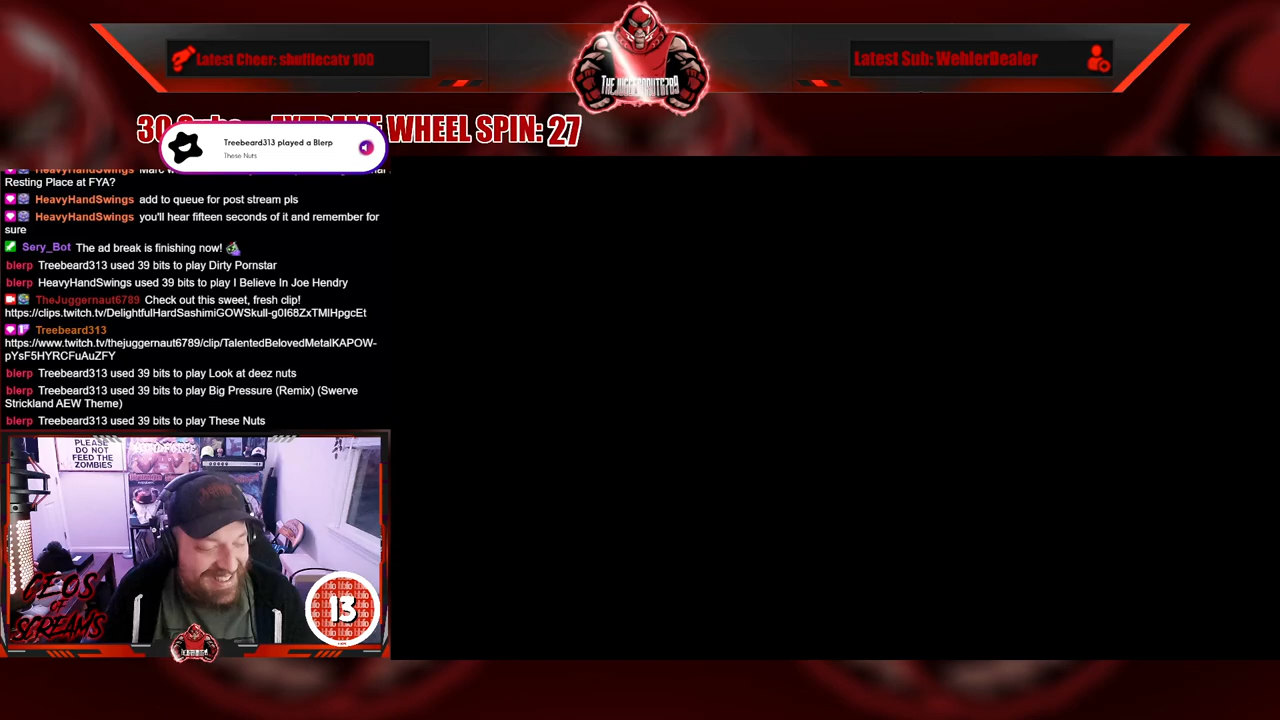 Latest Cheer: shufflecatv 100
THEJUGGERNAUT6789
Latest Sub: WehlerDealer
WHEEL SPIN: 27
Treebeard313 played a Blerp
These Nuts
HeavyHandSwings
Resting Place at FYA?
HeavyHandSwings add to queue for post stream pls
HeavyHandSwings you'll hear fifteen seconds of it and remember for
sure
Sery_Bot The ad break is finishing now!
blerp Treebeard313 used 39 bits to play Dirty Pornstar
blerp HeavyHandSwings used 39 bits to play I Believe In Joe Hendry
TheJuggernaut6789 Check out this sweet, fresh clip!
https://clips.twitch.tv/DelightfulHardSashimiGOWSkull-g0I68ZxTMlHpgcEt
Treebeard313
https://www.twitch.tv/thejuggernaut6789/clip/TalentedBelovedMetalKAPOW-
pYsF5HYRCFuAuZFY
blerp Treebeard313 used 39 bits to play Look at deez nuts
blerp Treebeard313 used 39 bits to play Big Pressure (Remix) (Swerve
Strickland AEW Theme)
blerp Treebeard313 used 39 bits to play These Nuts
PLEASE
DO NOT
FEED THE
ZOMBIES
CEOS
OF
SCREAMS
13